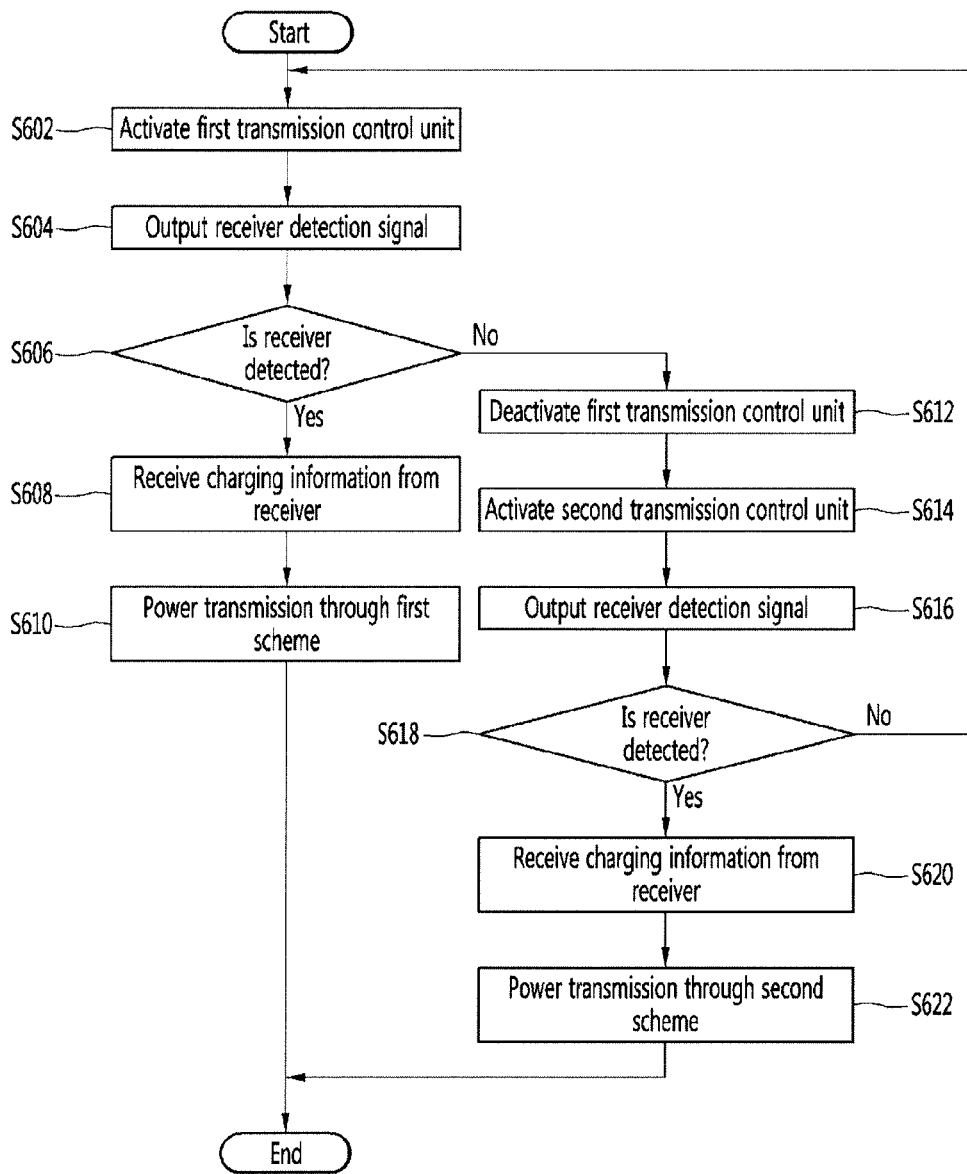 Start
S602
Activate first transmission control unit
S604
Output receiver detection signal
S606
Is receiver
detected?
No
Yes
S608
Receive charging information from
receiver
S610
Power transmission through first
scheme
Deactivate first transmission control unit
S612
Activate second transmission control unit
S614
Output receiver detection signal
S616
S618
Is receiver
detected?
No
Yes
Receive charging information from
receiver
S620
Power transmission through second
scheme
S622
End